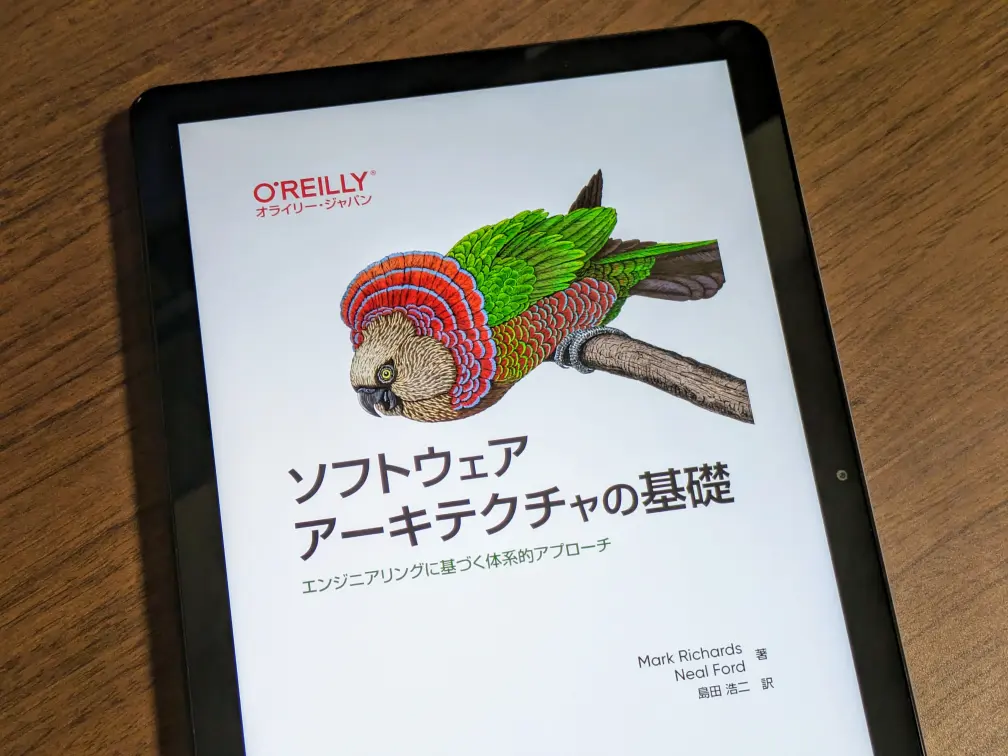 O'REILLY®
オライリー・ジャパン
ソフトウェア
アーキテクチャの基礎
エンジニアリングに基づく体系的アプローチ
Mark Richards
Neal Ford 著
島田 浩二 訳